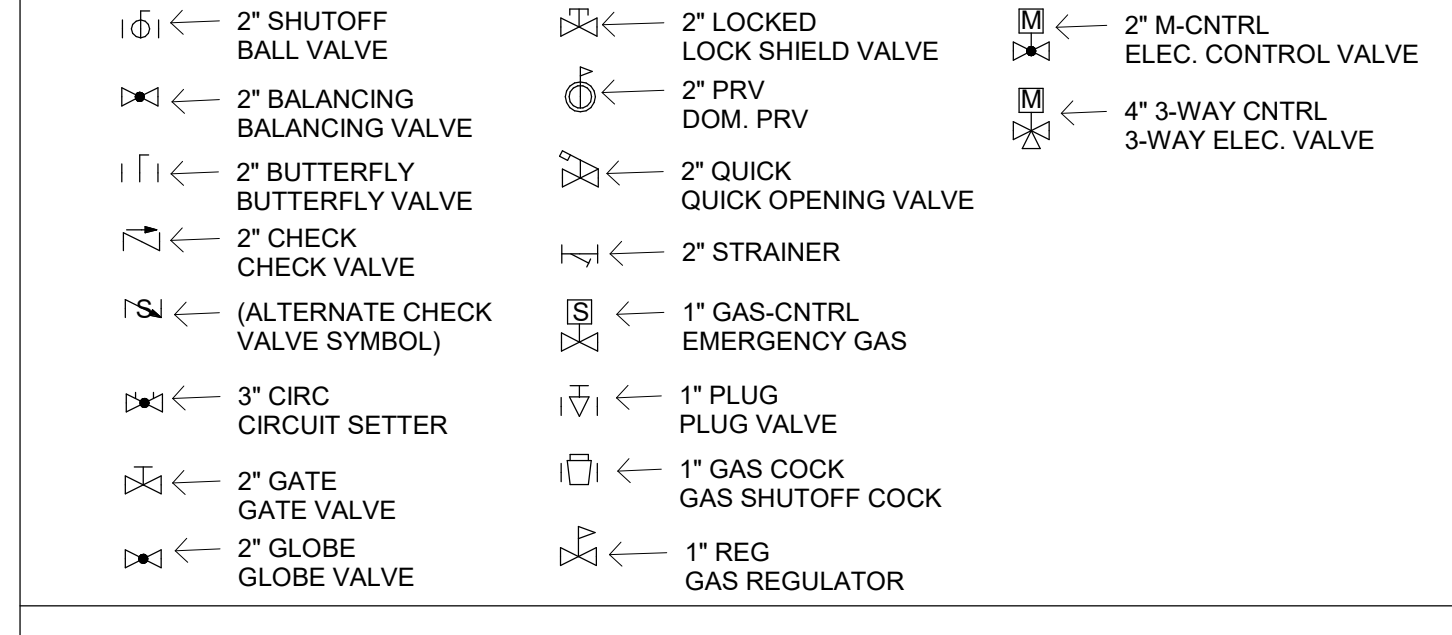 2" SHUTOFF
BALL VALVE
2" BALANCING
BALANCING VALVE
2" BUTTERFLY
BUTTERFLY VALVE
2" CHECK
CHECK VALVE
S
(ALTERNATE CHECK
VALVE SYMBOL)
3" CIRC
CIRCUIT SETTER
2" GATE
GATE VALVE
2" GLOBE
GLOBE VALVE
2" LOCKED
LOCK SHIELD VALVE
2" PRV
DOM. PRV
2" QUICK
QUICK OPENING VALVE
2" STRAINER
S
1" GAS-CNTRL
EMERGENCY GAS
1" PLUG
PLUG VALVE
1" GAS COCK
GAS SHUTOFF COCK
1" REG
GAS REGULATOR
M
2" M-CNTRL
ELEC. CONTROL VALVE
M
4" 3-WAY CNTRL
3-WAY ELEC. VALVE